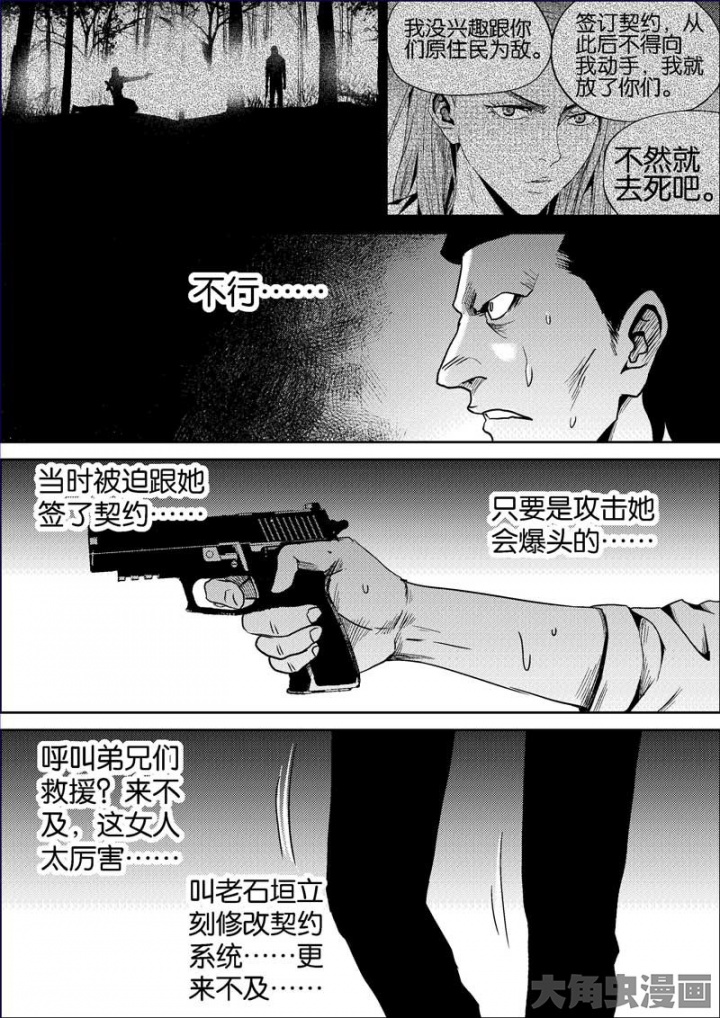 我没兴趣跟你
们原住民为敌。
签订契约，从
此后不得向
我动手，我就
放了你们。
不然就
去死吧。
不行……
当时被迫跟她
签了契约……
只要是攻击她
会爆头的……
呼叫弟兄们
救援？来不
及，这女人
太厉害……
叫老石垣立
刻修改契约
系统……更
来不及……
大角虫漫画